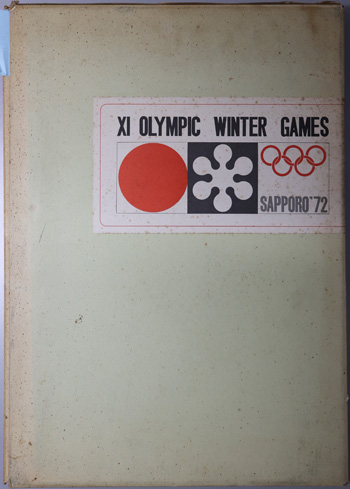 XI OLYMPIC WINTER GAMES
SAPPORO'72